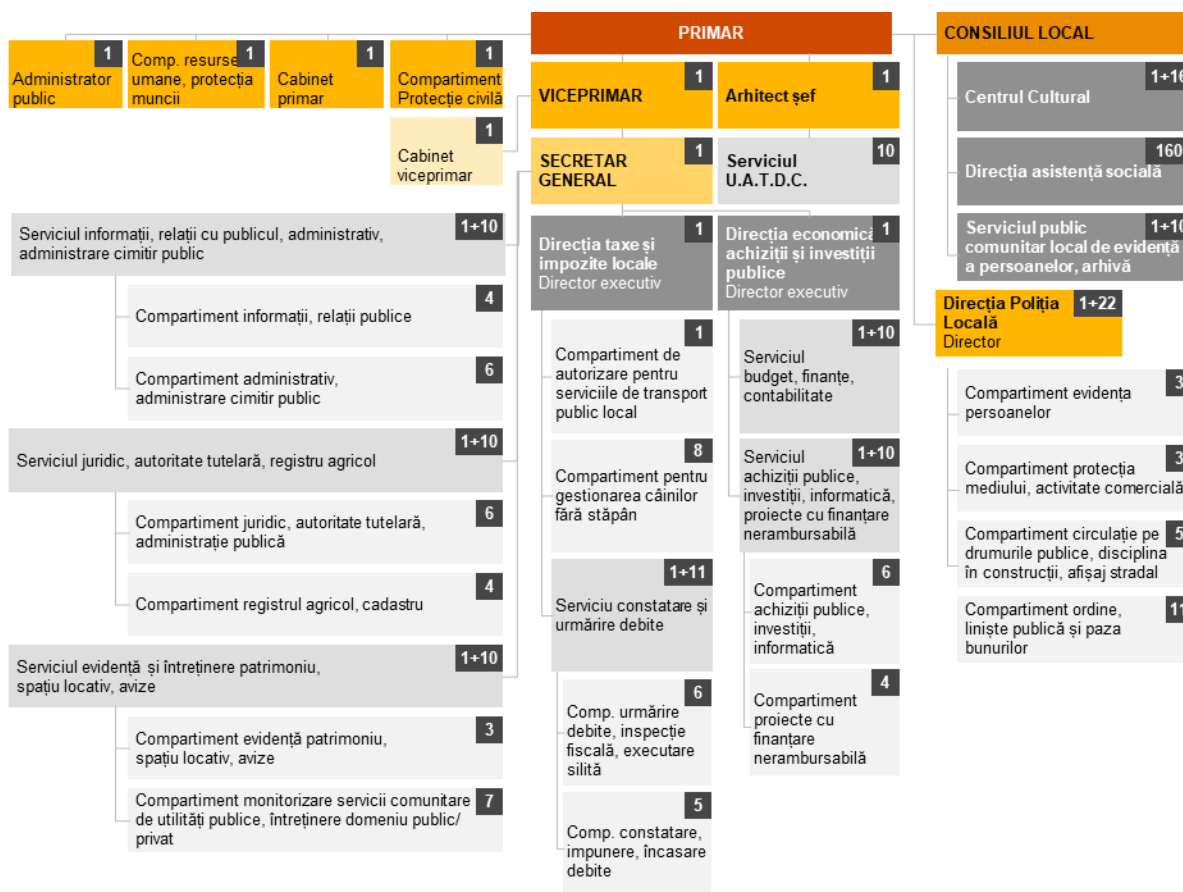 PRIMAR
CONSILIUL LOCAL
1
Administrator
public
1
Comp. resurse
umane, protecția
muncii
1
Cabinet
primar
1
Compartiment
Protecție civilă
1
VICEPRIMAR
1
Arhitect șef
1
Cabinet
viceprimar
1
SECRETAR
GENERAL
10
Serviciul
U.A.T.D.C.
1+16
Centrul Cultural
160
Direcția asistență socială
1+10
Serviciul public
comunitar local de evidență
a persoanelor, arhivă
1+10
Serviciul informații, relații cu publicul, administrativ,
administrare cimitir public
4
Compartiment informații, relații publice
6
Compartiment administrativ,
administrare cimitir public
1+10
Serviciul juridic, autoritate tutelară, registru agricol
6
Compartiment juridic, autoritate tutelară,
administrație publică
4
Compartiment registrul agricol, cadastru
1+10
Serviciul evidență și întreținere patrimoniu,
spațiu locativ, avize
3
Compartiment evidență patrimoniu,
spațiu locativ, avize
7
Compartiment monitorizare servicii comunitare
de utilități publice, întreținere domeniu public/
privat
1
Direcția taxe și
impozite locale
Director executiv
1
Compartiment de
autorizare pentru
serviciile de transport
public local
8
Compartiment pentru
gestionarea câinilor
fără stăpân
1+11
Serviciu constatare și
urmărire debite
6
Comp. urmărire
debite, inspecție
fiscală, executare
silită
5
Comp. constatare,
impunere, încasare
debite
1
Direcția economică
achiziții și investiții
publice
Director executiv
1+10
Serviciul
budget, finanțe,
contabilitate
1+10
Serviciul
achiziții publice,
investiții, informatică,
proiecte cu finanțare
nerambursabilă
6
Compartiment
achiziții publice,
investiții,
informatică
4
Compartiment
proiecte cu
finanțare
nerambursabilă
1+22
Direcția Poliția
Locală
Director
3
Compartiment evidența
persoanelor
3
Compartiment protecția
mediului, activitate comercială
5
Compartiment circulație pe
drumurile publice, disciplina
în construcții, afișaj stradal
11
Compartiment ordine,
liniște publică și paza
bunurilor